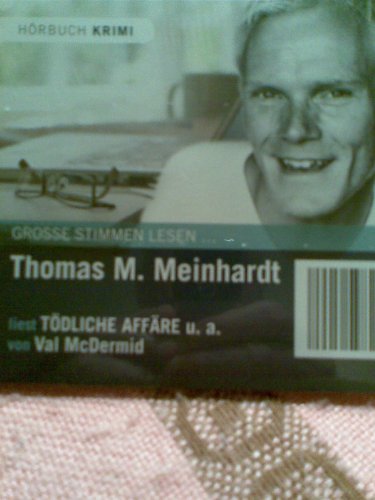 HÖRBUCH KRIMI
GROSSE STIMMEN LESEN ...
Thomas M. Meinhardt
liest TÖDLICHE AFFÄRE u. a.
von Val McDermid